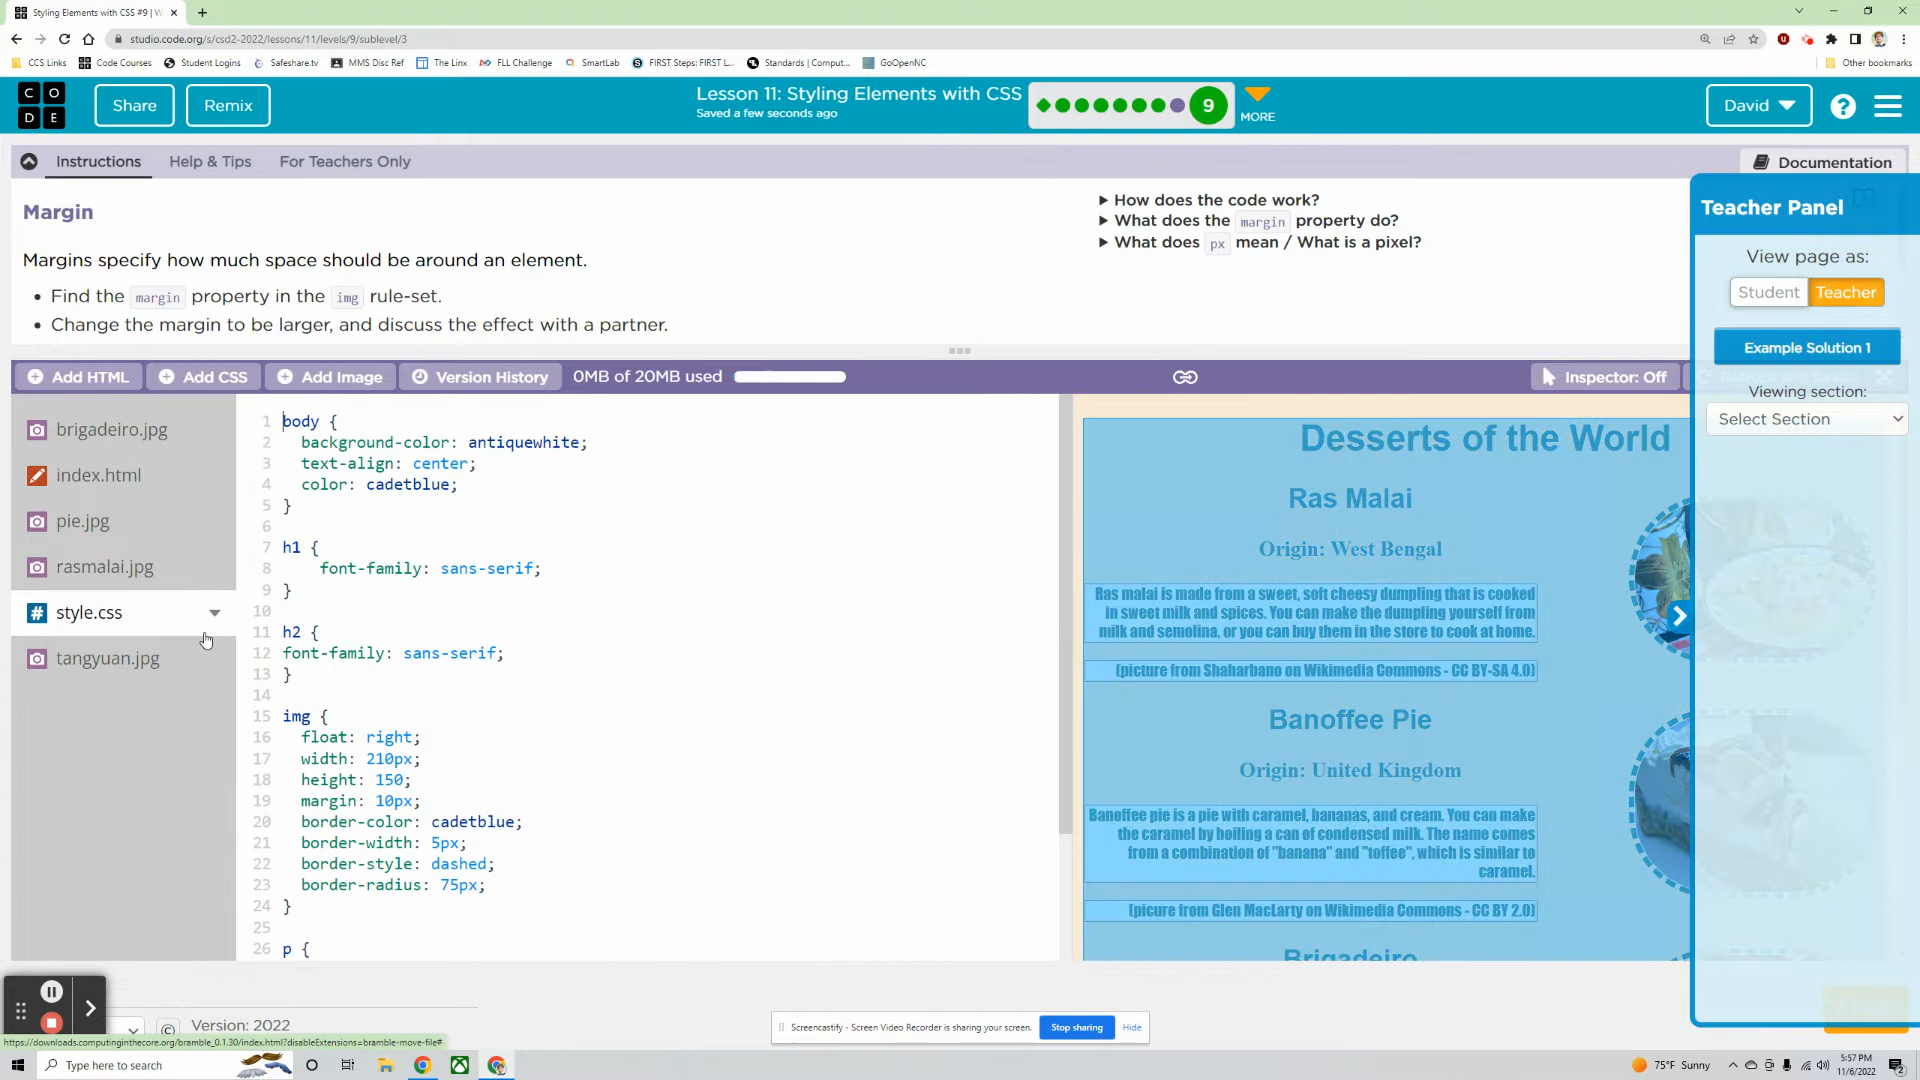 Styling Elements with CSS #9 | W
studio.code.org/s/csd2-2022/lessons/11/levels/9/sublevel/3
CCS Links Code Courses Student Logins Safeshare.tv MMS Disc Ref The Linx FLL Challenge SmartLab FIRST Steps: FIRST L... Standards | Comput... GoOpenNC Other bookmarks
CODE
Share Remix
Lesson 11: Styling Elements with CSS
Saved a few seconds ago
9
MORE
David
Instructions Help & Tips For Teachers Only Documentation
Margin
Margins specify how much space should be around an element.
Find the margin property in the img rule-set.
Change the margin to be larger, and discuss the effect with a partner.
How does the code work?
What does the margin property do?
What does px mean / What is a pixel?
Teacher Panel
View page as:
Student Teacher
Example Solution 1
Viewing section:
Select Section
Add HTML Add CSS Add Image Version History 0MB of 20MB used Inspector: Off
brigadeiro.jpg
index.html
pie.jpg
rasmalai.jpg
style.css
tangyuan.jpg
1 body {
2 background-color: antiquewhite;
3 text-align: center;
4 color: cadetblue;
5 }
6
7 h1 {
8 font-family: sans-serif;
9 }
10
11 h2 {
12 font-family: sans-serif;
13 }
14
15 img {
16 float: right;
17 width: 210px;
18 height: 150;
19 margin: 10px;
20 border-color: cadetblue;
21 border-width: 5px;
22 border-style: dashed;
23 border-radius: 75px;
24 }
25
26 p {
Desserts of the World
Ras Malai
Origin: West Bengal
Ras malai is made from a sweet, soft cheesy dumpling that is cooked
in sweet milk and spices. You can make the dumpling yourself from
milk and semolina, or you can buy them in the store to cook at home.
(picture from Shaharbano on Wikimedia Commons - CC BY-SA 4.0)
Banoffee Pie
Origin: United Kingdom
Banoffee pie is a pie with caramel, bananas, and cream. You can make
the caramel by boiling a can of condensed milk. The name comes
from a combination of "banana" and "toffee", which is similar to
caramel.
(picure from Glen MacLarty on Wikimedia Commons - CC BY 2.0)
Brigadeiro
Version: 2022
Screencastify - Screen Video Recorder is sharing your screen. Stop sharing Hide
https://downloads.computinginthecore.org/bramble_0.1.30/index.html?disableExtensions=bramble-move-file#
Type here to search
75°F Sunny
5:57 PM
11/6/2022